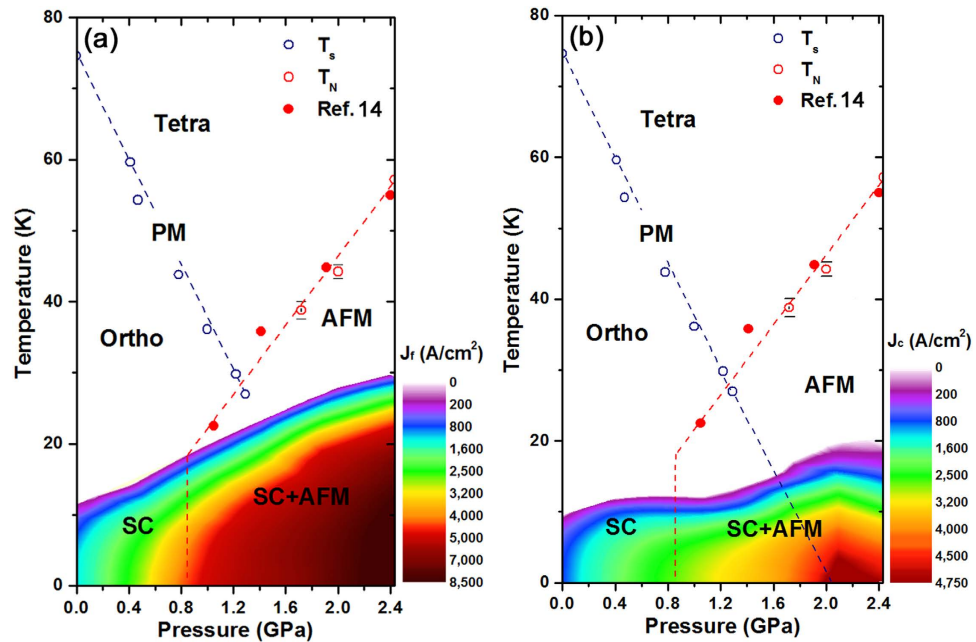 (a)
Ts
TN
Ref. 14
Tetra
PM
Ortho
AFM
SC
SC+AFM
80
60
40
20
0
Temperature (K)
0.0 0.4 0.8 1.2 1.6 2.0 2.4
Pressure (GPa)
Jf (A/cm²)
0
200
800
1,600
2,500
3,200
4,000
5,000
7,000
8,500
(b)
Ts
TN
Ref. 14
Tetra
PM
Ortho
AFM
SC
SC+AFM
80
60
40
20
0
Temperature (K)
0.0 0.4 0.8 1.2 1.6 2.0 2.4
Pressure (GPa)
Jc (A/cm²)
0
200
800
1,600
2,500
3,200
4,000
4,500
4,750